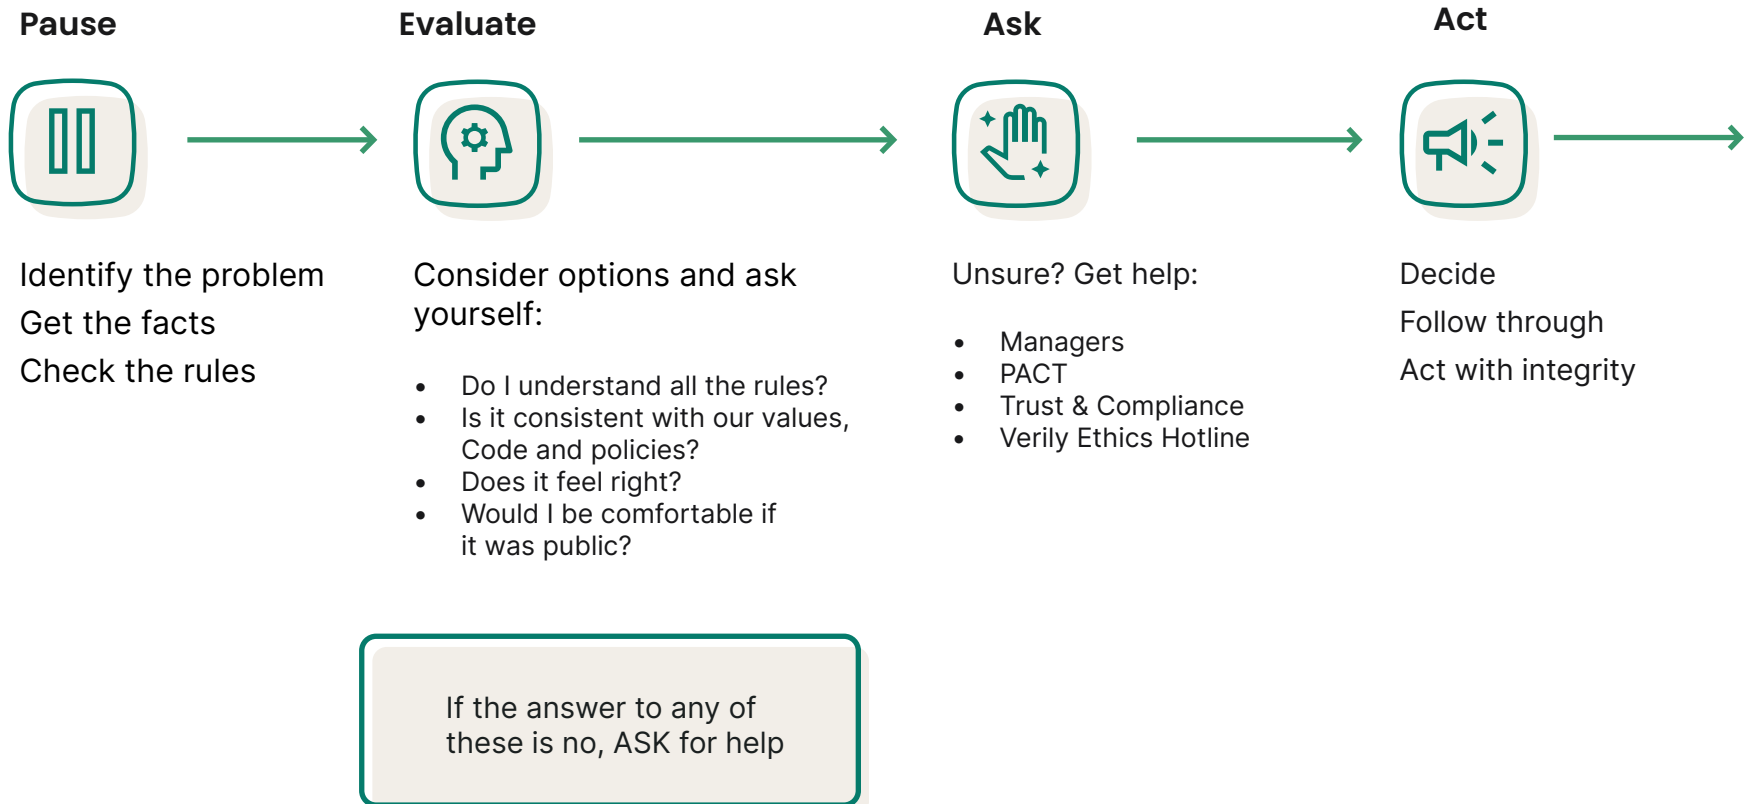 Pause
Identify the problem
Get the facts
Check the rules
Evaluate
Consider options and ask
yourself:
• Do I understand all the rules?
• Is it consistent with our values,
Code and policies?
• Does it feel right?
• Would I be comfortable if
it was public?
If the answer to any of
these is no, ASK for help
Ask
Unsure? Get help:
• Managers
• PACT
• Trust & Compliance
• Verily Ethics Hotline
Act
Decide
Follow through
Act with integrity